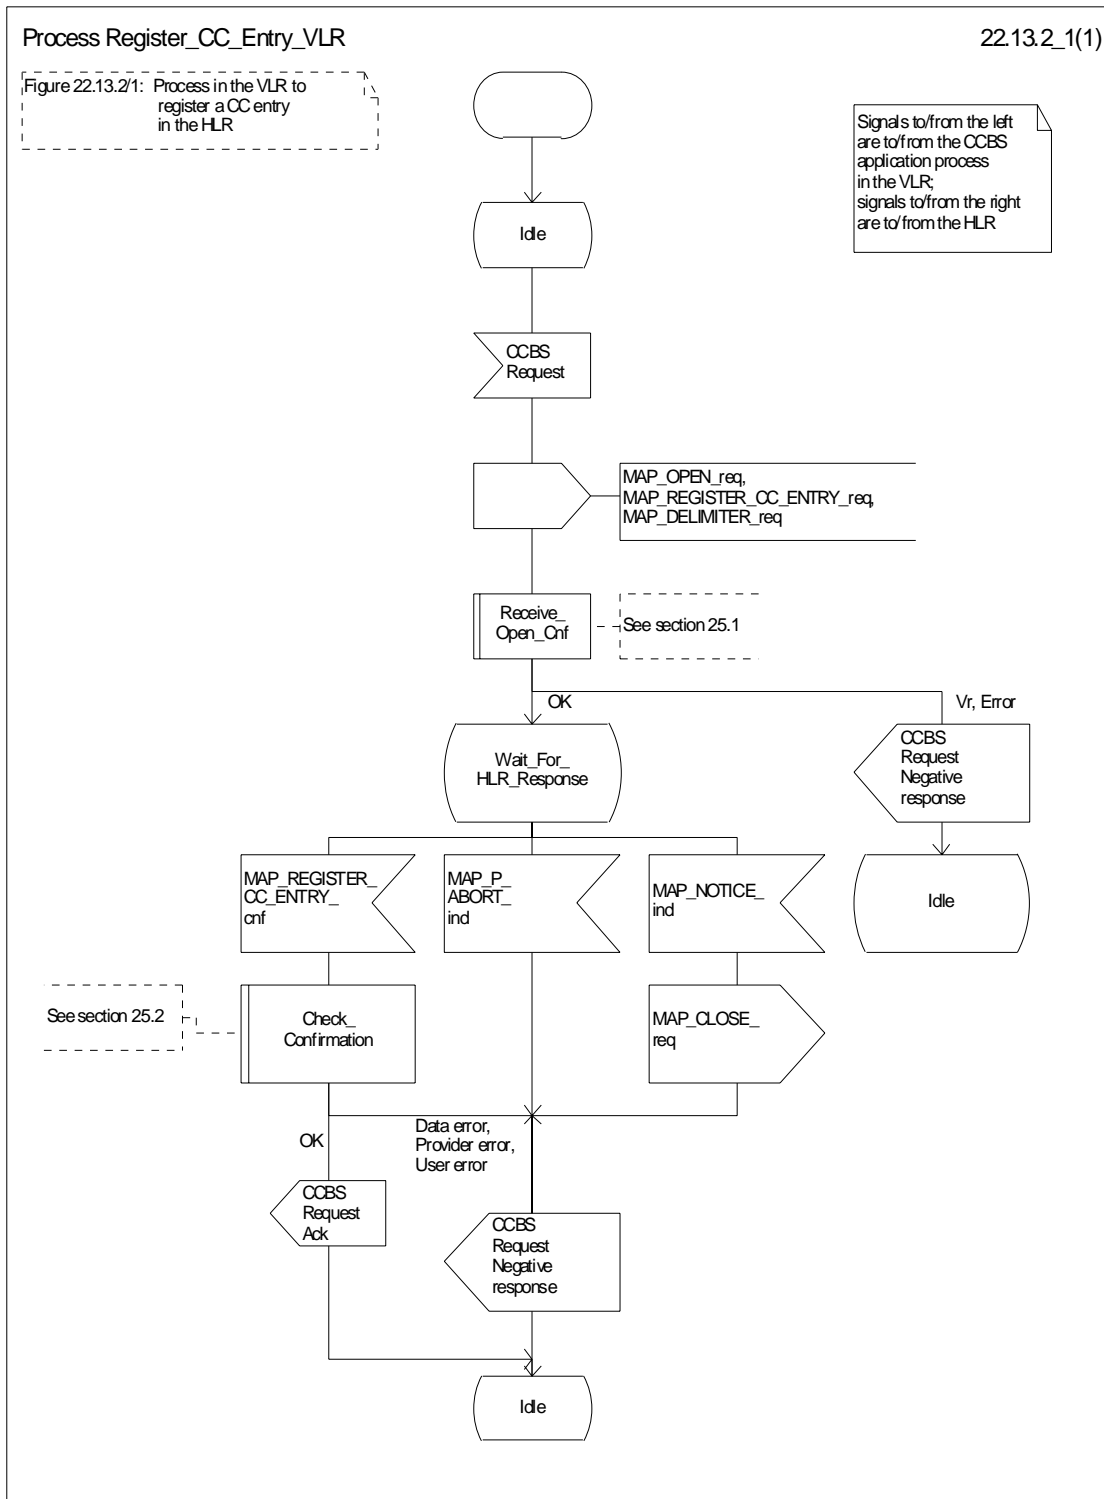 Process Register_CC_Entry_VLR
22.13.2_1(1)
Figure 22.13.2/1: Process in the VLR to
register a CC entry
in the HLR
Signals to/from the left
are to/from the CCBS
application process
in the VLR;
signals to/from the right
are to/from the HLR
Idle
CCBS
Request
MAP_OPEN_req,
MAP_REGISTER_CC_ENTRY_req,
MAP_DELIMITER_req
Receive_
Open_Cnf
See section 25.1
OK
Vr, Error
Wait_For_
HLR_Response
CCBS
Request
Negative
response
MAP_REGISTER_
CC_ENTRY_
cnf
MAP_P_
ABORT_
ind
MAP_NOTICE_
ind
Idle
See section 25.2
Check_
Confirmation
MAP_CLOSE_
req
OK
Data error,
Provider error,
User error
CCBS
Request
Ack
CCBS
Request
Negative
response
Idle